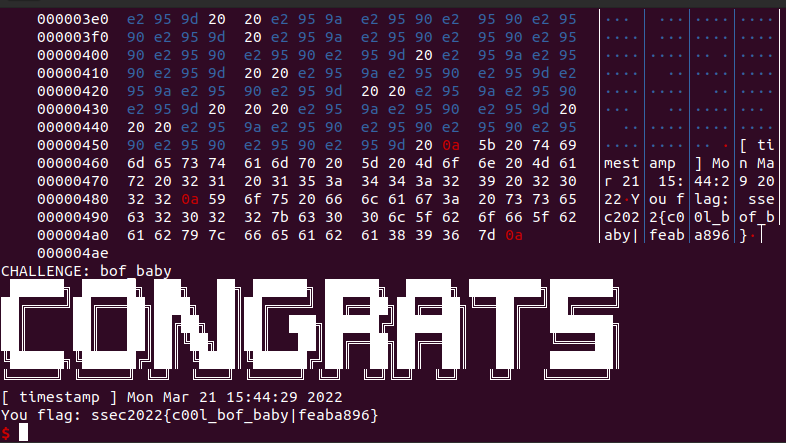 000003e0 e2 95 9d 20 20 e2 95 9a e2 95 90 e2 95 90 e2 95 │··· │ ···│····│····│
000003f0 90 e2 95 9d 20 e2 95 9a e2 95 90 e2 95 90 e2 95 │····│ ···│····│····│
00000400 90 e2 95 90 e2 95 90 e2 95 9d 20 e2 95 9a e2 95 │····│····│·· ·│····│
00000410 90 e2 95 9d 20 20 e2 95 9a e2 95 90 e2 95 9d e2 │····│  ··│····│····│
00000420 95 9a e2 95 90 e2 95 9d 20 20 e2 95 9a e2 95 90 │····│····│  ··│····│
00000430 e2 95 9d 20 20 20 e2 95 9a e2 95 90 e2 95 9d 20 │··· │  ··│····│··· │
00000440 20 20 e2 95 9a e2 95 90 e2 95 90 e2 95 90 e2 95 │  ··│····│····│····│
00000450 90 e2 95 90 e2 95 90 e2 95 9d 20 0a 5b 20 74 69 │····│····│·· ·│[ ti│
00000460 6d 65 73 74 61 6d 70 20 5d 20 4d 6f 6e 20 4d 61 │mest│amp │] Mo│n Ma│
00000470 72 20 32 31 20 31 35 3a 34 34 3a 32 39 20 32 30 │r 21│ 15:│44:2│9 20│
00000480 32 32 0a 59 6f 75 20 66 6c 61 67 3a 20 73 73 65 │22·Y│ou f│lag:│ sse│
00000490 63 32 30 32 32 7b 63 30 30 6c 5f 62 6f 66 5f 62 │c202│2{c0│0l_b│of_b│
000004a0 61 62 79 7c 66 65 61 62 61 38 39 36 7d 0a │aby|│feab│a896│}·│
000004ae
CHALLENGE: bof_baby
CONGRATS
[ timestamp ] Mon Mar 21 15:44:29 2022
You flag: ssec2022{c00l_bof_baby|feaba896}
$